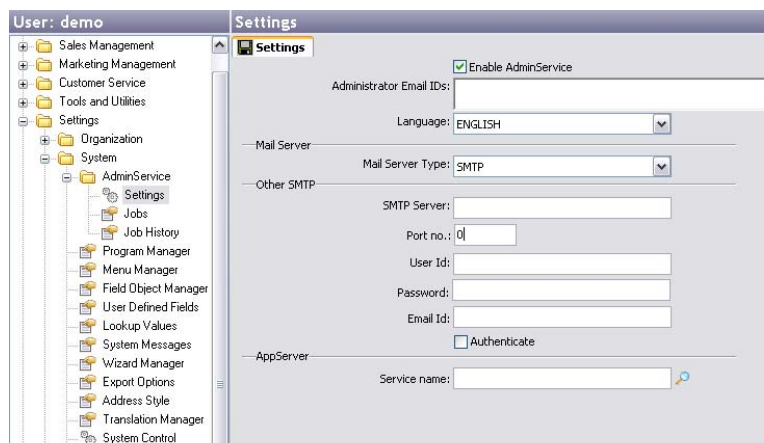 User: demo
Sales Management
Marketing Management
Customer Service
Tools and Utilities
Settings
Organization
System
AdminService
Settings
Jobs
Job History
Program Manager
Menu Manager
Field Object Manager
User Defined Fields
Lookup Values
System Messages
Wizard Manager
Export Options
Address Style
Translation Manager
System Control
Settings
Settings
Enable AdminService
Administrator Email IDs:
Language: ENGLISH
Mail Server
Mail Server Type: SMTP
Other SMTP
SMTP Server:
Port no.: 0
User Id:
Password:
Email Id:
Authenticate
AppServer
Service name: